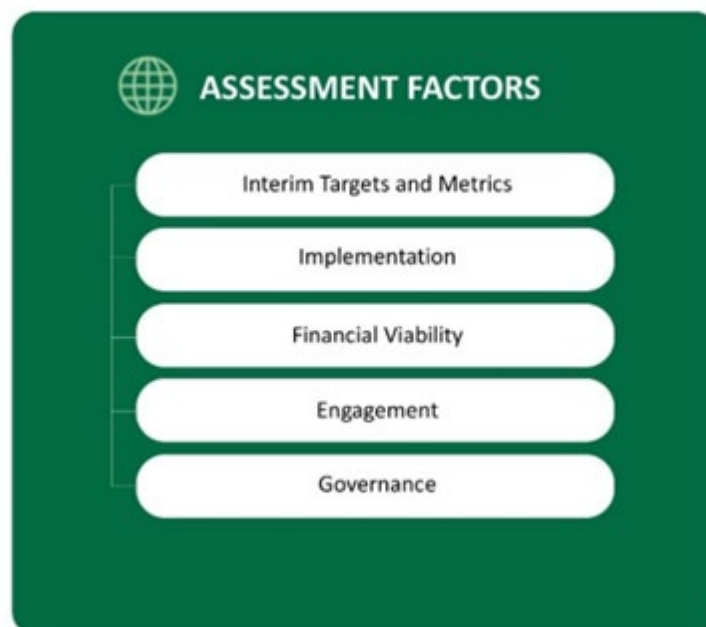 ASSESSMENT FACTORS
Interim Targets and Metrics
Implementation
Financial Viability
Engagement
Governance